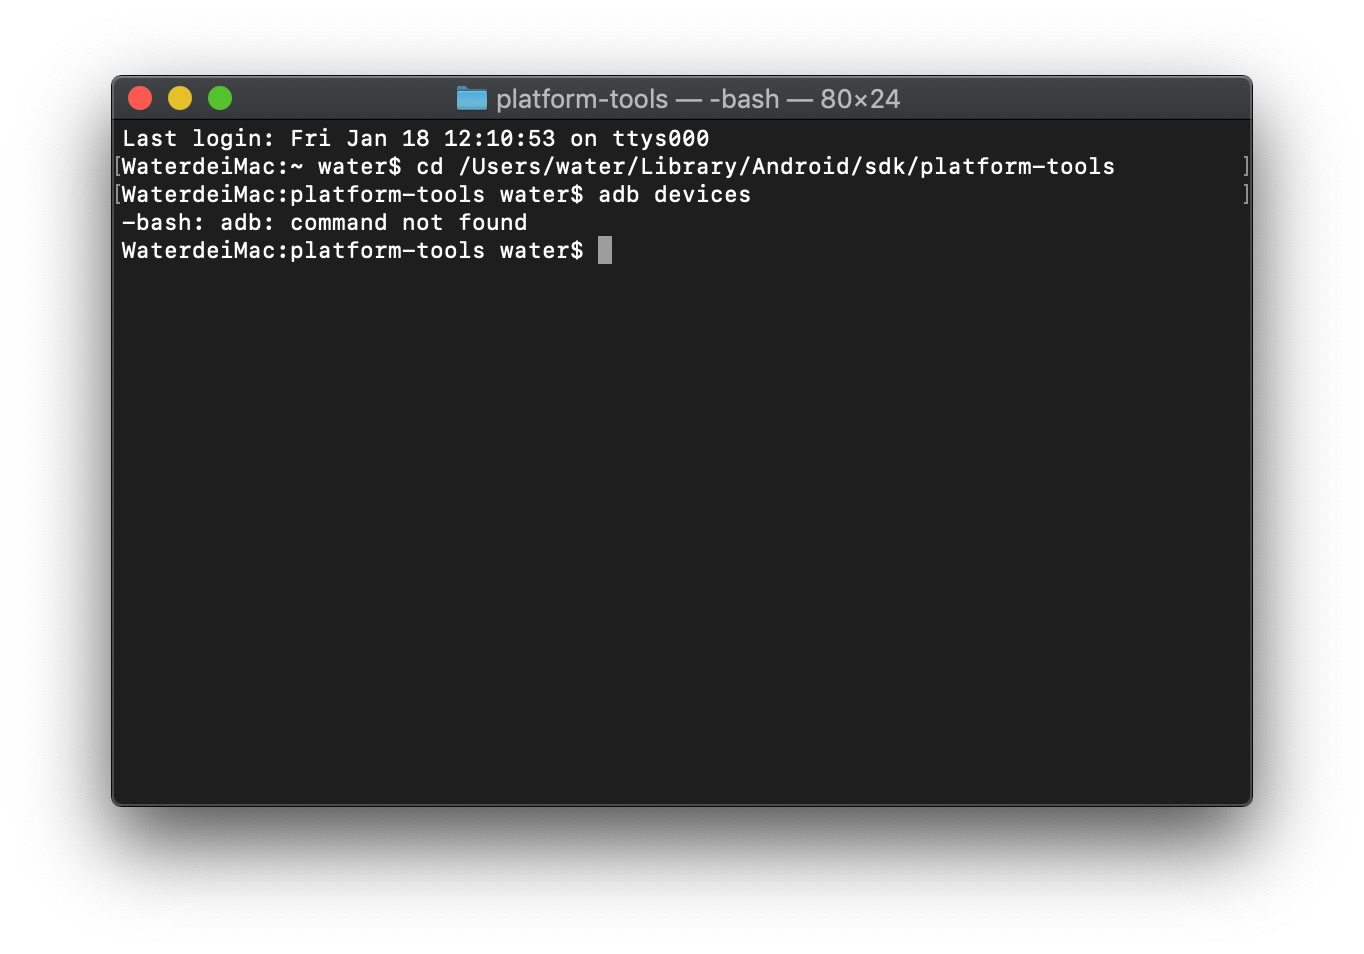 platform-tools — -bash — 80×24
Last login: Fri Jan 18 12:10:53 on ttys000
[WaterdeiMac:~ water$ cd /Users/water/Library/Android/sdk/platform-tools ]
[WaterdeiMac:platform-tools water$ adb devices ]
-bash: adb: command not found
WaterdeiMac:platform-tools water$